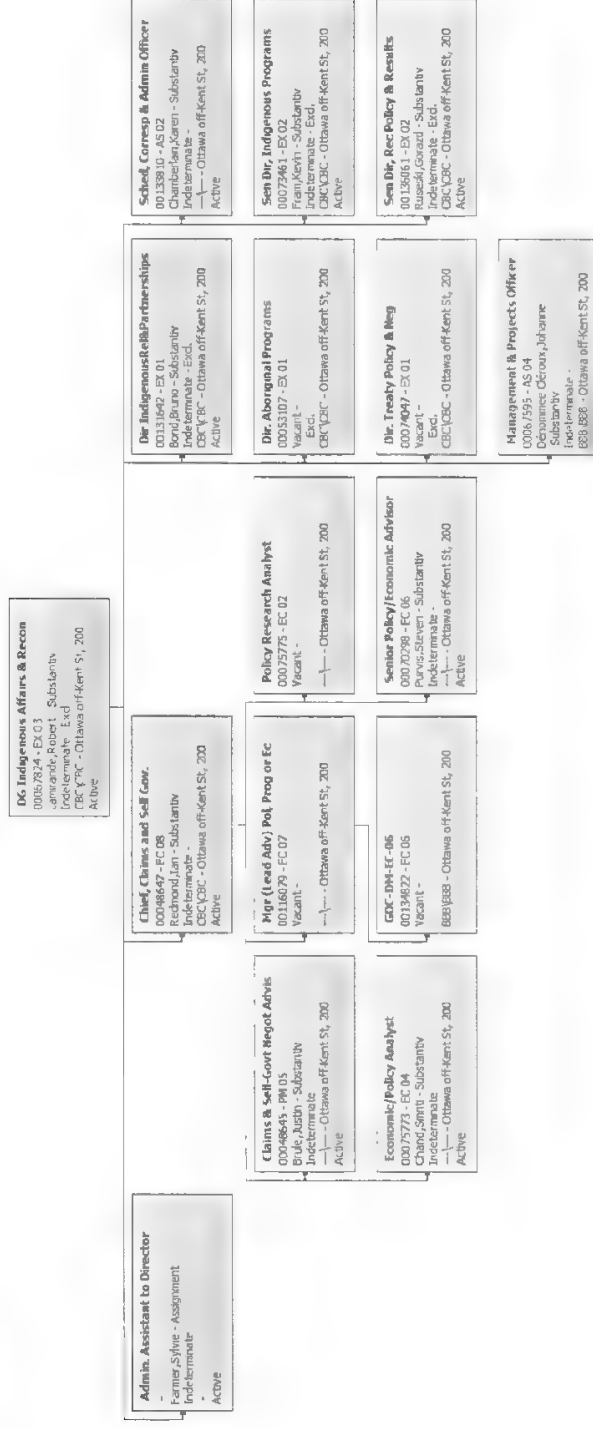 DG Indigenous Affairs & Recon
00067824 - EX 03
Lamirande, Robert Substantiv
Indeterminate Excl
CBC\CBC - Ottawa off-Kent St, 200
Active
Admin. Assistant to Director
-
Farmer,Sylvie - Assignment
Indeterminate
-
Active
Chief, Claims and Self Gov.
00048647 - EC 08
Redmond,Ian - Substantiv
Indeterminate -
CBC\CBC - Ottawa off-Kent St, 200
Active
Dir IndigenousRel&Partnerships
00131642 - EX 01
Bond,Bruno - Substantiv
Indeterminate - Excl.
CBC\CBC - Ottawa off-Kent St, 200
Active
Sched, Corresp & Admin Officer
00133810 - AS 02
Chamberlain,Karen - Substantiv
Indeterminate -
---\--- - Ottawa off-Kent St, 200
Active
Claims & Self-Govt Negot Advis
00048645 - PM 05
Brule,Justin - Substantiv
Indeterminate
---\--- - Ottawa off-Kent St, 200
Active
Mgr (Lead Adv) Pol, Prog or Ec
00116079 - EC 07
Vacant -
---\--- - Ottawa off-Kent St, 200
Policy Research Analyst
00075775 - EC 02
Vacant -
---\--- - Ottawa off-Kent St, 200
Dir. Aboriginal Programs
00053107 - EX 01
Vacant -
Excl.
CBC\CBC - Ottawa off-Kent St, 200
Sen Dir, Indigenous Programs
00073461 - EX 02
Fram,Kevin - Substantiv
Indeterminate - Excl.
CBC\CBC - Ottawa off-Kent St, 200
Active
Economic/Policy Analyst
00075773 - EC 04
Chand,Smriti - Substantiv
Indeterminate
---\--- - Ottawa off-Kent St, 200
Active
GOC-DM-EC-06
00134822 - EC 06
Vacant -
BBB\BBB - Ottawa off-Kent St, 200
Senior Policy/Economic Advisor
00070298 - EC 06
Purvis,Steven - Substantiv
Indeterminate -
---\--- - Ottawa off-Kent St, 200
Active
Dir. Treaty Policy & Neg
00074047 - EX 01
Vacant -
Excl.
CBC\CBC - Ottawa off-Kent St, 200
Sen Dir, Rec Policy & Results
00136061 - EX 02
Ruseski,Gorazd - Substantiv
Indeterminate - Excl.
CBC\CBC - Ottawa off-Kent St, 200
Active
Management & Projects Officer
00067595 - AS 04
Dénommée Cléroux,Johanne
Substantiv
Indeterminate -
BBB\BBB - Ottawa off-Kent St, 200